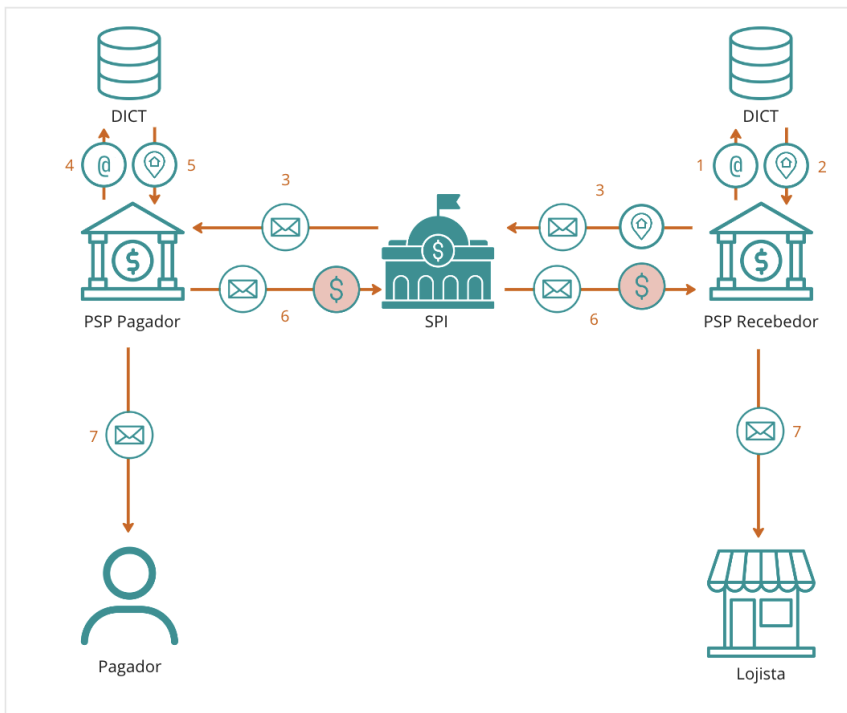 DICT
DICT
4
@
5
1
@
2
3
3
$
$
$
$
$
PSP Pagador
6
SPI
6
PSP Recebedor
7
7
Pagador
Lojista